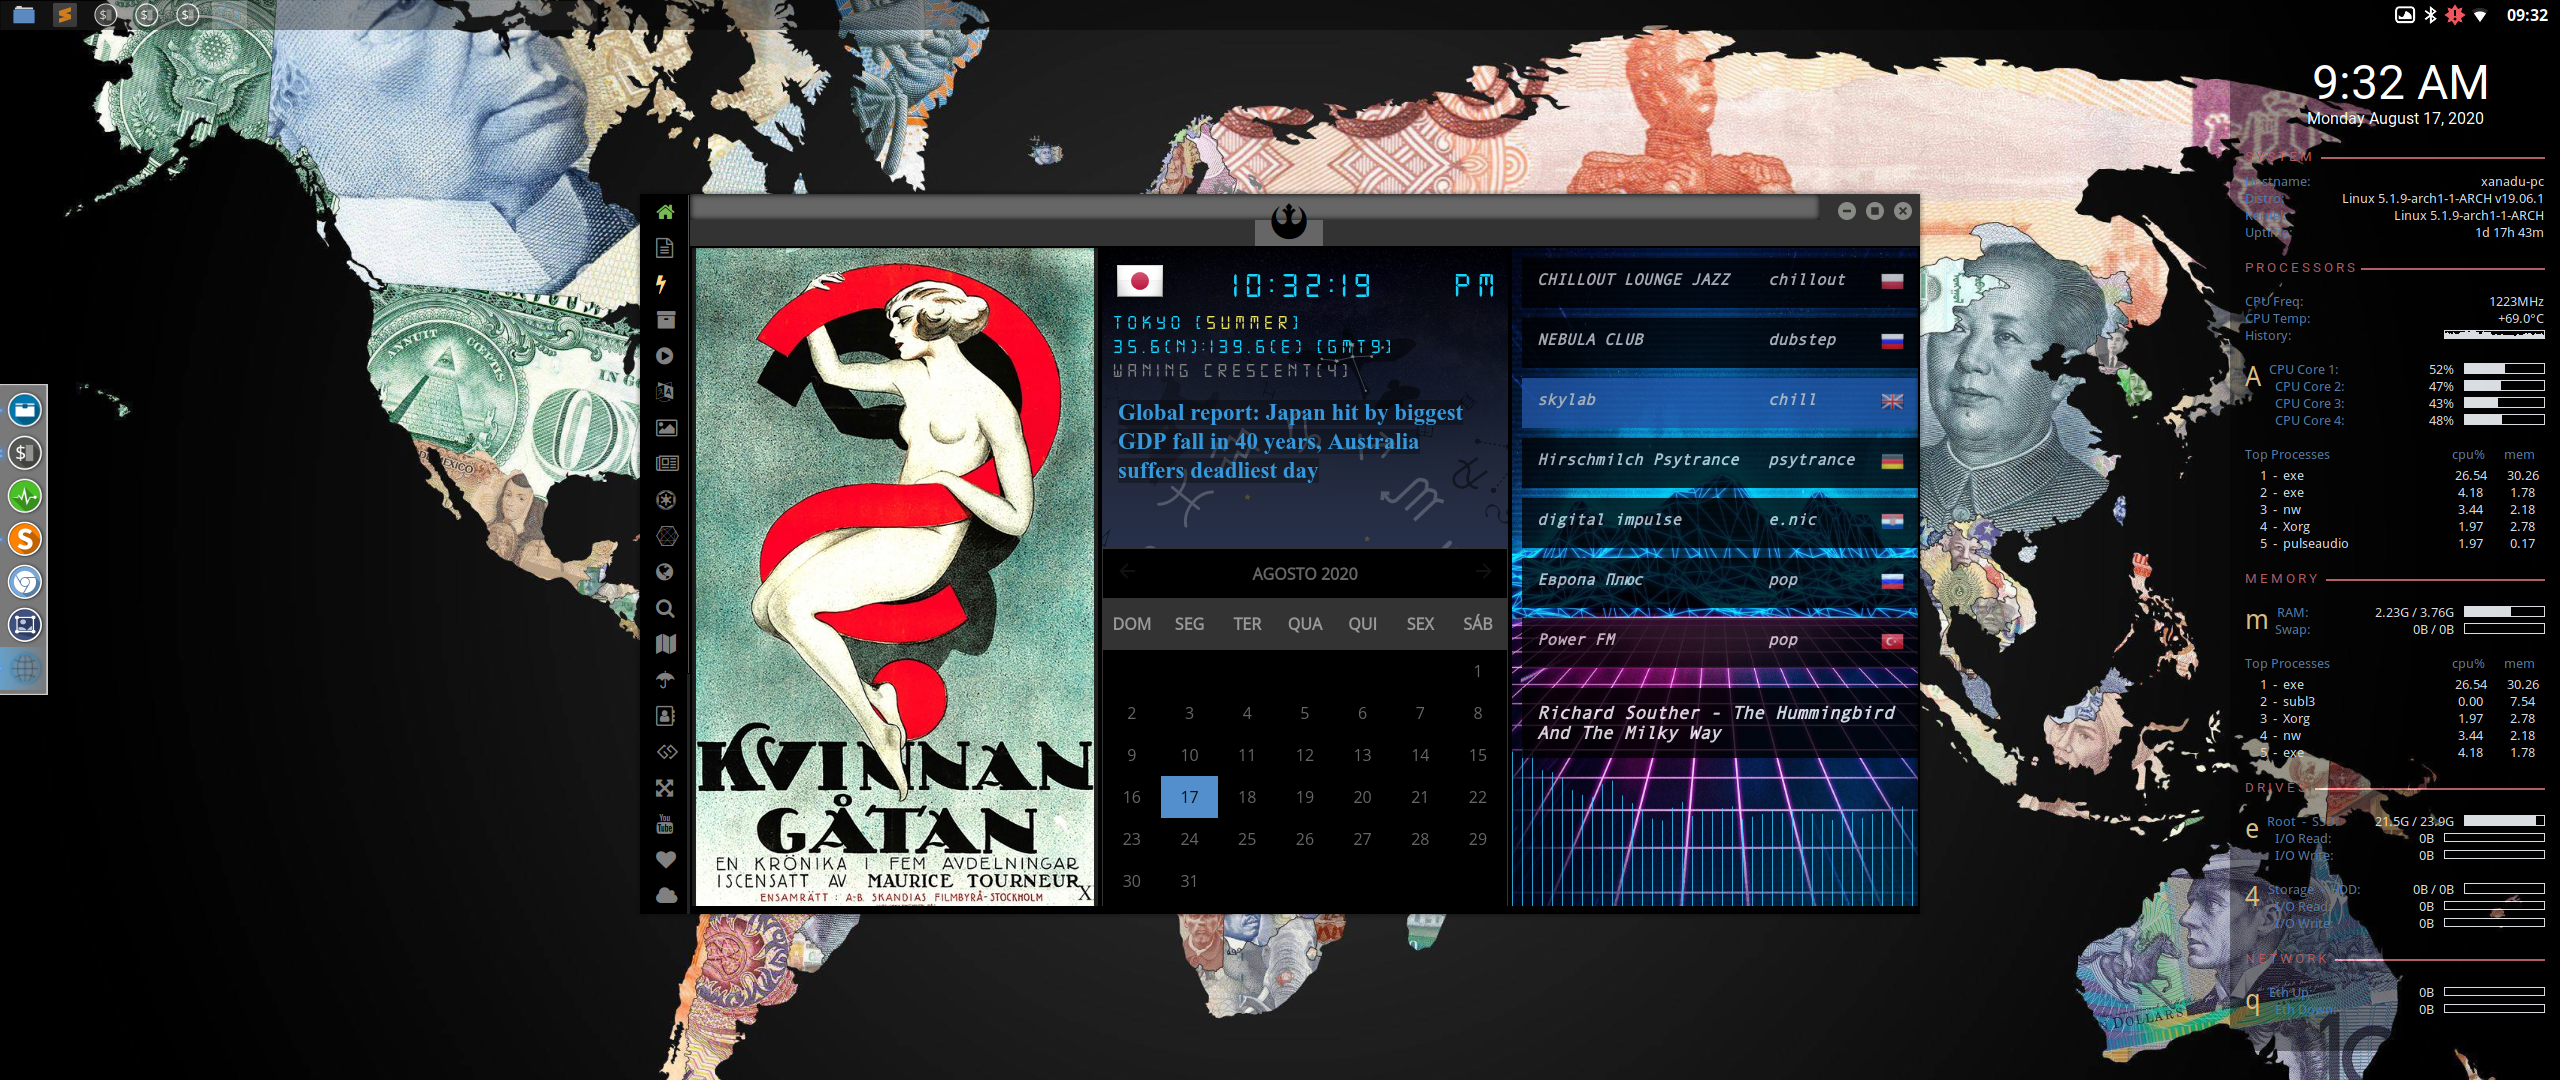 09:32
9:32 AM
Monday August 17, 2020
SYSTEM
Hostname: xanadu-pc
Distro: Linux 5.1.9-arch1-1-ARCH v19.06.1
Linux 5.1.9-arch1-1-ARCH
Uptime: 1d 17h 43m
PROCESSORS
CPU Freq: 1223MHz
CPU Temp: +69.0°C
History:
A CPU Core 1: 52%
CPU Core 2: 47%
CPU Core 3: 43%
CPU Core 4: 48%
Top Processes cpu% mem
1 - exe 26.54 30.26
2 - exe 4.18 1.78
3 - nw 3.44 2.18
4 - Xorg 1.97 2.78
5 - pulseaudio 1.97 0.17
MEMORY
m RAM: 2.23G / 3.76G
Swap: 0B / 0B
Top Processes cpu% mem
1 - exe 26.54 30.26
2 - subl3 0.00 7.54
3 - Xorg 1.97 2.78
4 - nw 3.44 2.18
5 - exe 4.18 1.78
DRIVES
e Root - SSD: 21.5G / 23.9G
I/O Read: 0B
I/O Write: 0B
4 Storage HDD: 0B / 0B
I/O Read: 0B
I/O Write: 0B
NETWORK
q Eth Up: 0B
Eth Down: 0B
KVINNAN
GÅTAN
EN KRÖNIKA I FEM AVDELNINGAR
ISCENSATT AV MAURICE TOURNEUR
ENSAMRÄTT: A-B. SKANDIAS FILMBYRÅ-STOCKHOLM
X
10:32:19 PM
TOKYO [SUMMER]
35.6(N):139.6(E) [GMT9]
WANING CRESCENT[4]
Global report: Japan hit by biggest
GDP fall in 40 years, Australia
suffers deadliest day
AGOSTO 2020
DOM SEG TER QUA QUI SEX SÁB
1
2 3 4 5 6 7 8
9 10 11 12 13 14 15
16 17 18 19 20 21 22
23 24 25 26 27 28 29
30 31
CHILLOUT LOUNGE JAZZ chillout
NEBULA CLUB dubstep
skylab chill
Hirschmilch Psytrance psytrance
digital impulse e.nic
Европа Плюс pop
Power FM pop
Richard Souther - The Hummingbird
And The Milky Way
You
Tube
ANNUIT COEPTIS
IN GO
MEXICO
DOLLARS
10